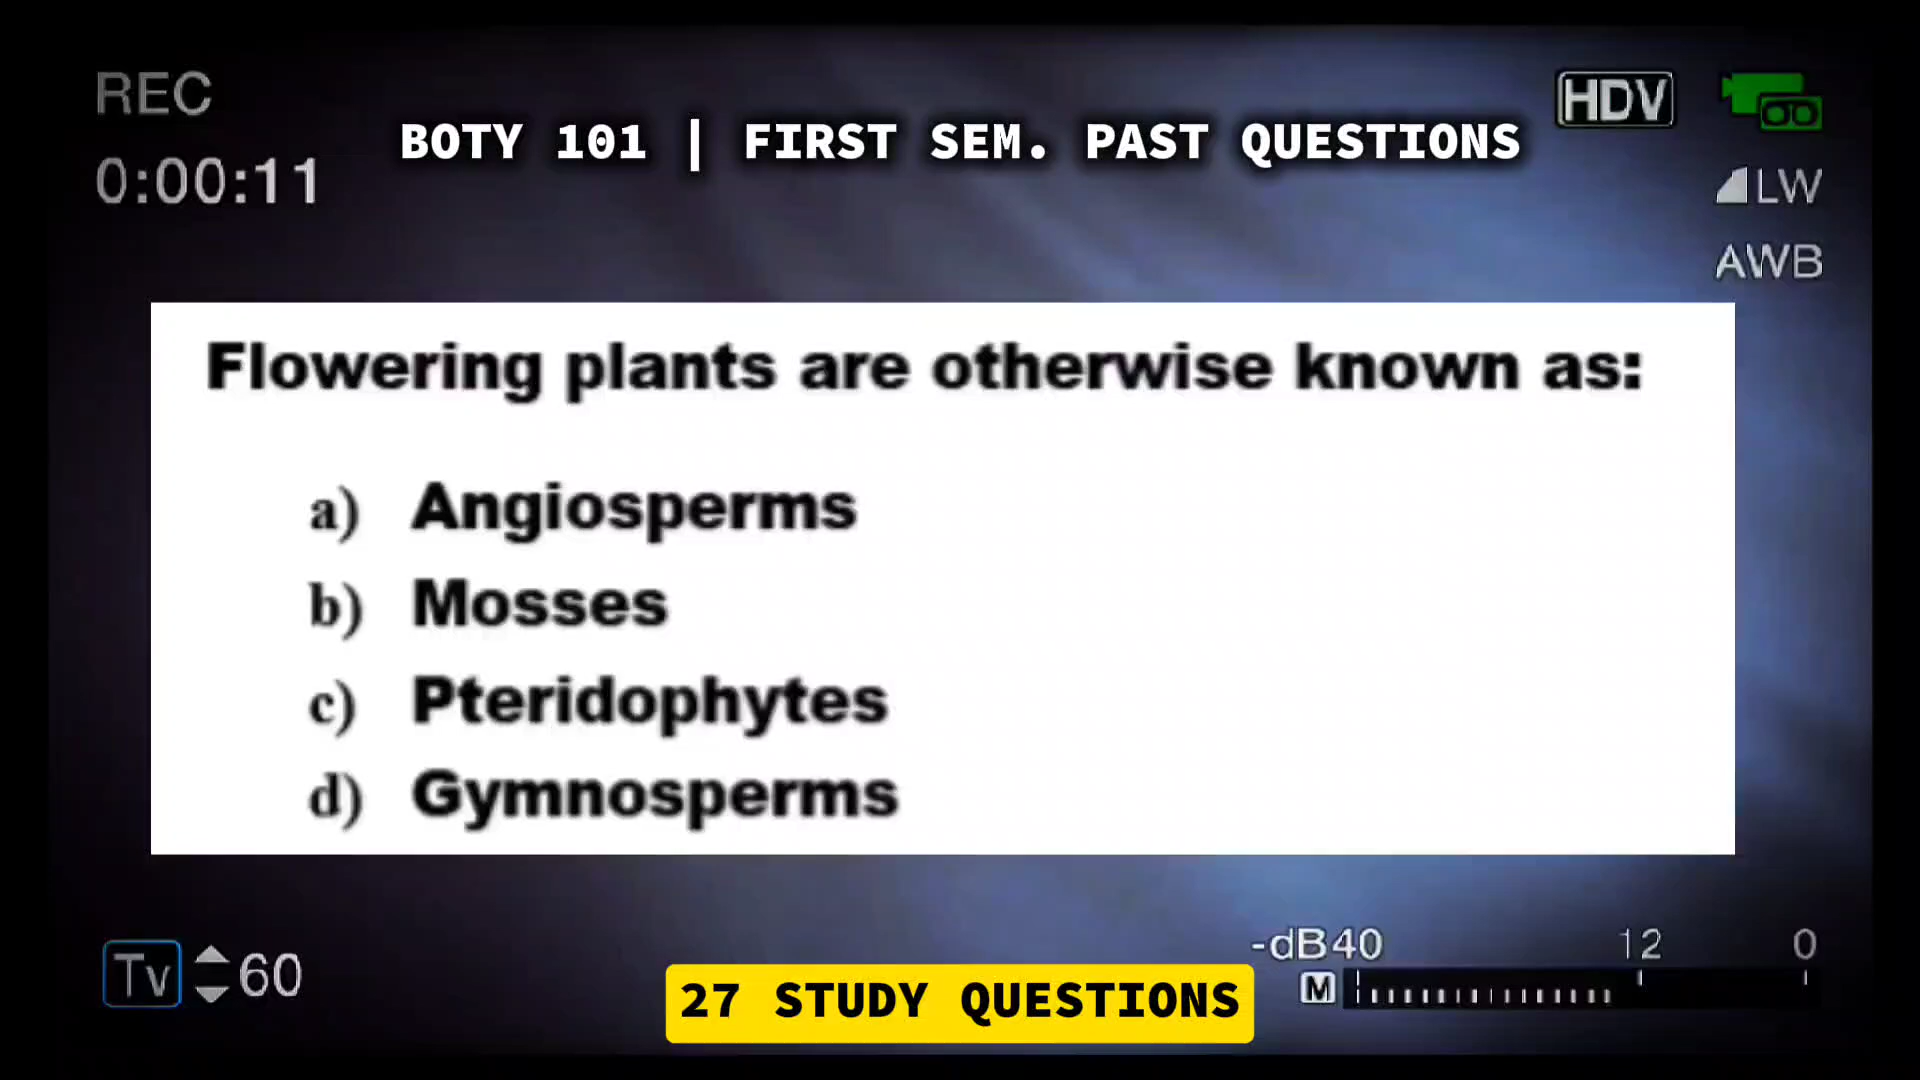 REC
HDV
BOTY 101 | FIRST SEM. PAST QUESTIONS
0:00:11
LW
AWB
Flowering plants are otherwise known as:
a) Angiosperms
b) Mosses
c) Pteridophytes
d) Gymnosperms
-dB40 12 0
Tv 60
M
27 STUDY QUESTIONS